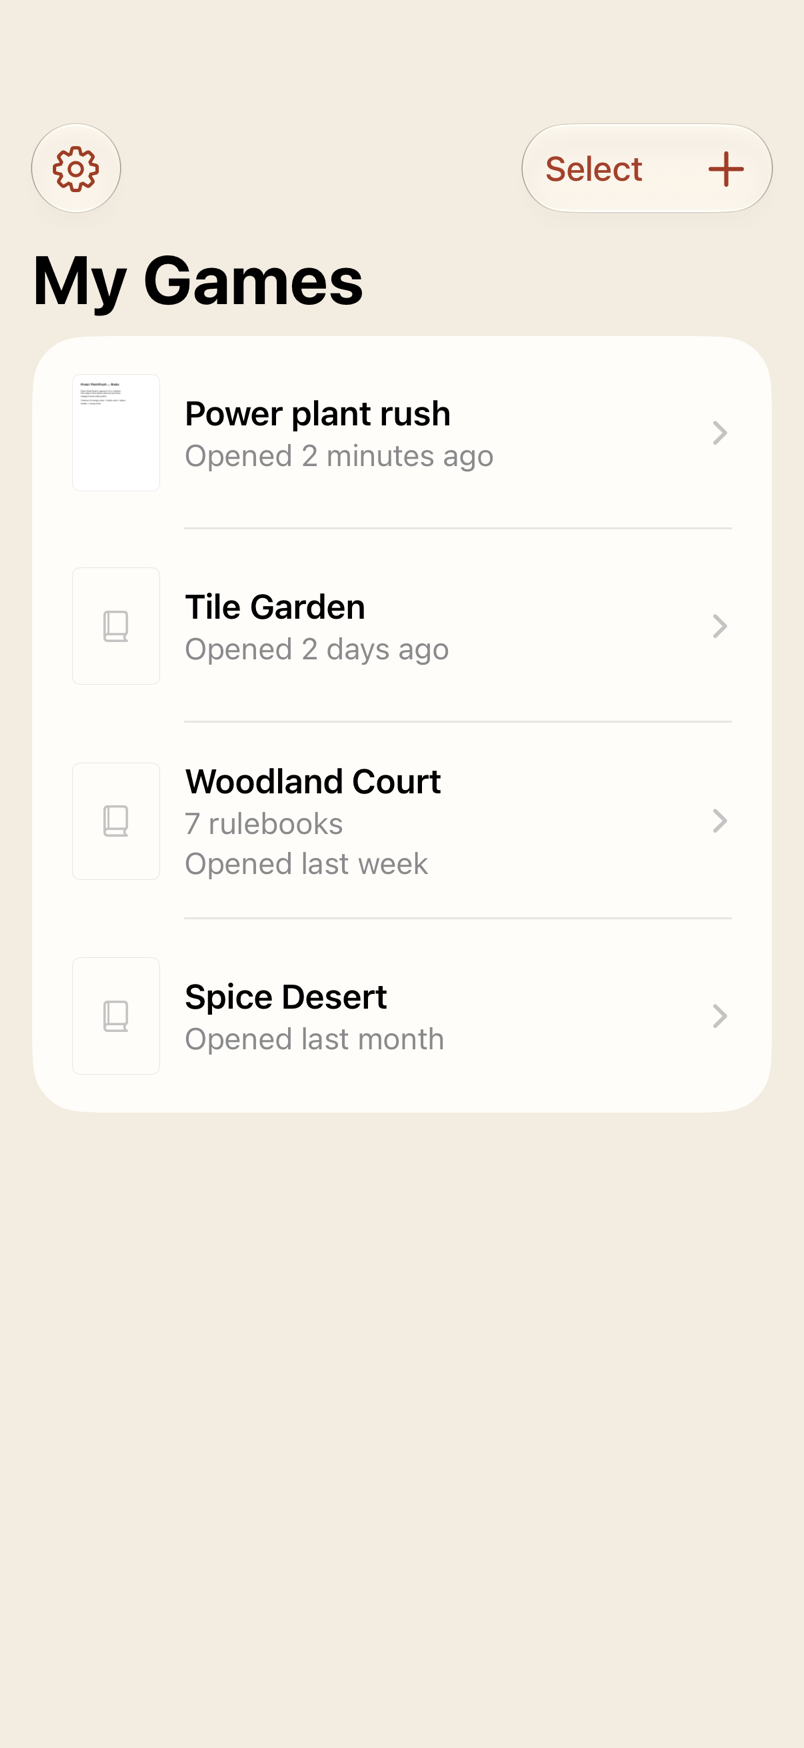 Select
My Games
Power plant rush
Opened 2 minutes ago
Tile Garden
Opened 2 days ago
Woodland Court
7 rulebooks
Opened last week
Spice Desert
Opened last month